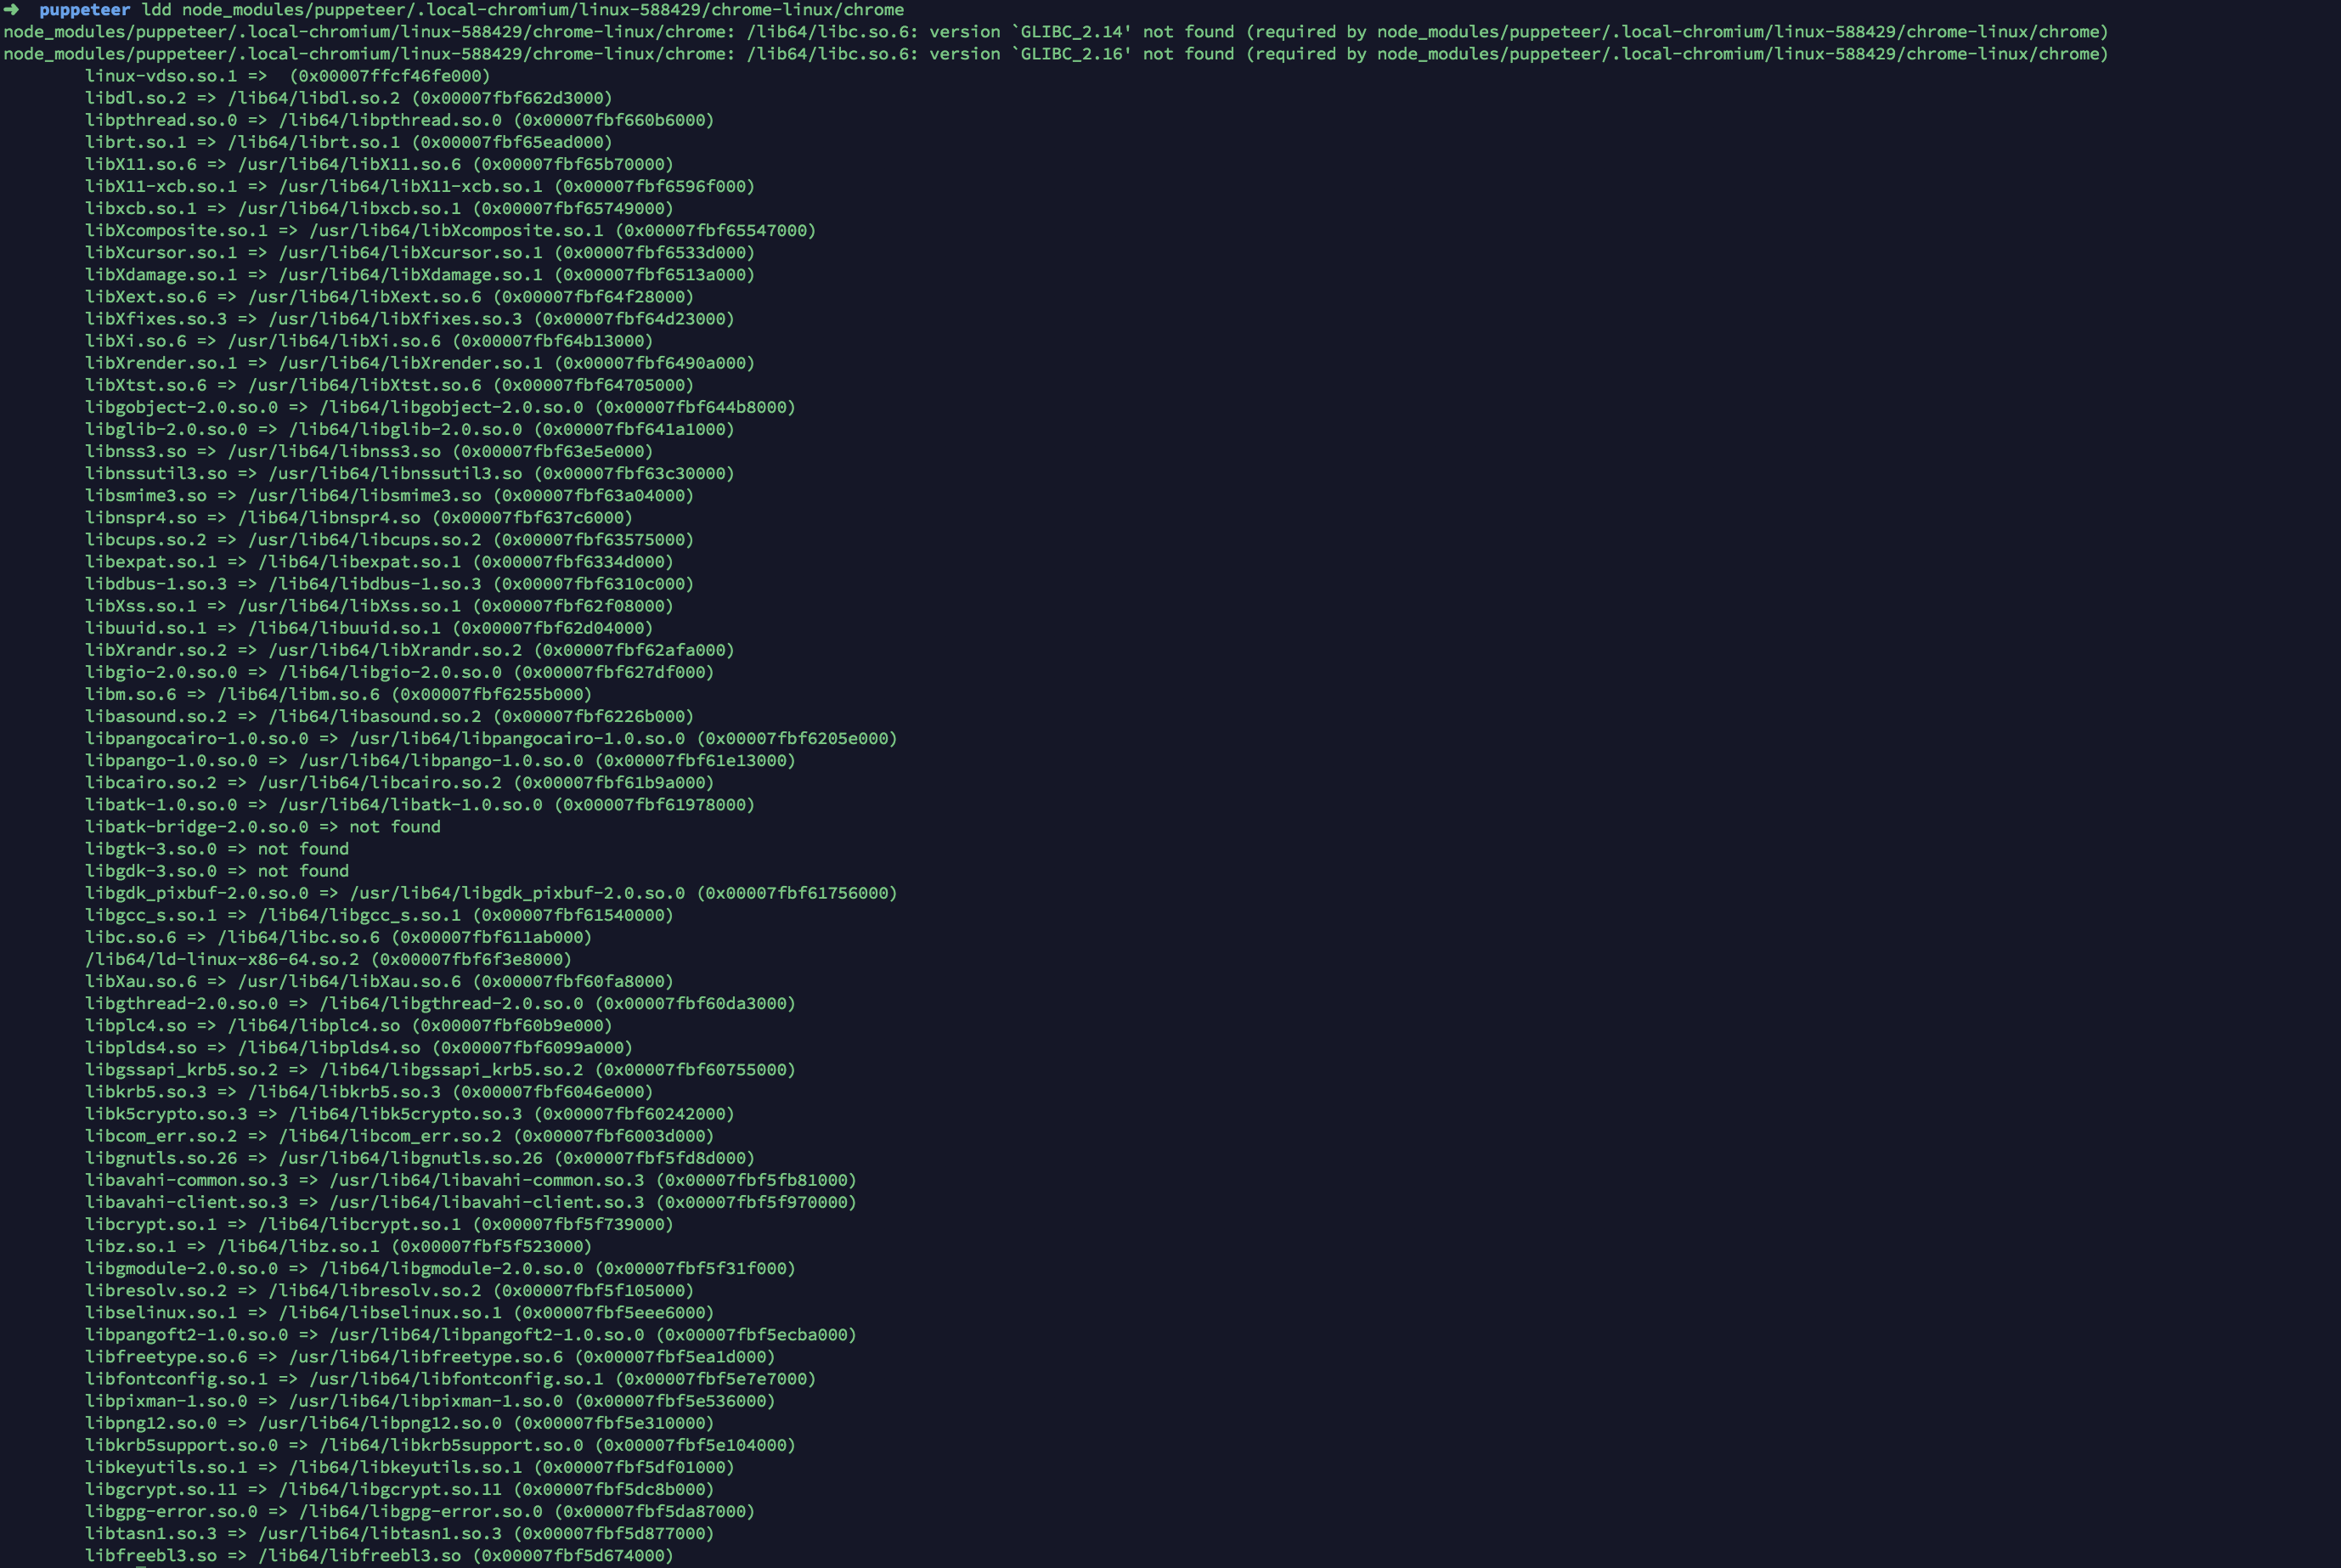 ➜  puppeteer ldd node_modules/puppeteer/.local-chromium/linux-588429/chrome-linux/chrome
node_modules/puppeteer/.local-chromium/linux-588429/chrome-linux/chrome: /lib64/libc.so.6: version `GLIBC_2.14' not found (required by node_modules/puppeteer/.local-chromium/linux-588429/chrome-linux/chrome)
node_modules/puppeteer/.local-chromium/linux-588429/chrome-linux/chrome: /lib64/libc.so.6: version `GLIBC_2.16' not found (required by node_modules/puppeteer/.local-chromium/linux-588429/chrome-linux/chrome)
linux-vdso.so.1 =>  (0x00007ffcf46fe000)
libdl.so.2 => /lib64/libdl.so.2 (0x00007fbf662d3000)
libpthread.so.0 => /lib64/libpthread.so.0 (0x00007fbf660b6000)
librt.so.1 => /lib64/librt.so.1 (0x00007fbf65ead000)
libX11.so.6 => /usr/lib64/libX11.so.6 (0x00007fbf65b70000)
libX11-xcb.so.1 => /usr/lib64/libX11-xcb.so.1 (0x00007fbf6596f000)
libxcb.so.1 => /usr/lib64/libxcb.so.1 (0x00007fbf65749000)
libXcomposite.so.1 => /usr/lib64/libXcomposite.so.1 (0x00007fbf65547000)
libXcursor.so.1 => /usr/lib64/libXcursor.so.1 (0x00007fbf6533d000)
libXdamage.so.1 => /usr/lib64/libXdamage.so.1 (0x00007fbf6513a000)
libXext.so.6 => /usr/lib64/libXext.so.6 (0x00007fbf64f28000)
libXfixes.so.3 => /usr/lib64/libXfixes.so.3 (0x00007fbf64d23000)
libXi.so.6 => /usr/lib64/libXi.so.6 (0x00007fbf64b13000)
libXrender.so.1 => /usr/lib64/libXrender.so.1 (0x00007fbf6490a000)
libXtst.so.6 => /usr/lib64/libXtst.so.6 (0x00007fbf64705000)
libgobject-2.0.so.0 => /lib64/libgobject-2.0.so.0 (0x00007fbf644b8000)
libglib-2.0.so.0 => /lib64/libglib-2.0.so.0 (0x00007fbf641a1000)
libnss3.so => /usr/lib64/libnss3.so (0x00007fbf63e5e000)
libnssutil3.so => /usr/lib64/libnssutil3.so (0x00007fbf63c30000)
libsmime3.so => /usr/lib64/libsmime3.so (0x00007fbf63a04000)
libnspr4.so => /lib64/libnspr4.so (0x00007fbf637c6000)
libcups.so.2 => /usr/lib64/libcups.so.2 (0x00007fbf63575000)
libexpat.so.1 => /lib64/libexpat.so.1 (0x00007fbf6334d000)
libdbus-1.so.3 => /lib64/libdbus-1.so.3 (0x00007fbf6310c000)
libXss.so.1 => /usr/lib64/libXss.so.1 (0x00007fbf62f08000)
libuuid.so.1 => /lib64/libuuid.so.1 (0x00007fbf62d04000)
libXrandr.so.2 => /usr/lib64/libXrandr.so.2 (0x00007fbf62afa000)
libgio-2.0.so.0 => /lib64/libgio-2.0.so.0 (0x00007fbf627df000)
libm.so.6 => /lib64/libm.so.6 (0x00007fbf6255b000)
libasound.so.2 => /lib64/libasound.so.2 (0x00007fbf6226b000)
libpangocairo-1.0.so.0 => /usr/lib64/libpangocairo-1.0.so.0 (0x00007fbf6205e000)
libpango-1.0.so.0 => /usr/lib64/libpango-1.0.so.0 (0x00007fbf61e13000)
libcairo.so.2 => /usr/lib64/libcairo.so.2 (0x00007fbf61b9a000)
libatk-1.0.so.0 => /usr/lib64/libatk-1.0.so.0 (0x00007fbf61978000)
libatk-bridge-2.0.so.0 => not found
libgtk-3.so.0 => not found
libgdk-3.so.0 => not found
libgdk_pixbuf-2.0.so.0 => /usr/lib64/libgdk_pixbuf-2.0.so.0 (0x00007fbf61756000)
libgcc_s.so.1 => /lib64/libgcc_s.so.1 (0x00007fbf61540000)
libc.so.6 => /lib64/libc.so.6 (0x00007fbf611ab000)
/lib64/ld-linux-x86-64.so.2 (0x00007fbf6f3e8000)
libXau.so.6 => /usr/lib64/libXau.so.6 (0x00007fbf60fa8000)
libgthread-2.0.so.0 => /lib64/libgthread-2.0.so.0 (0x00007fbf60da3000)
libplc4.so => /lib64/libplc4.so (0x00007fbf60b9e000)
libplds4.so => /lib64/libplds4.so (0x00007fbf6099a000)
libgssapi_krb5.so.2 => /lib64/libgssapi_krb5.so.2 (0x00007fbf60755000)
libkrb5.so.3 => /lib64/libkrb5.so.3 (0x00007fbf6046e000)
libk5crypto.so.3 => /lib64/libk5crypto.so.3 (0x00007fbf60242000)
libcom_err.so.2 => /lib64/libcom_err.so.2 (0x00007fbf6003d000)
libgnutls.so.26 => /usr/lib64/libgnutls.so.26 (0x00007fbf5fd8d000)
libavahi-common.so.3 => /usr/lib64/libavahi-common.so.3 (0x00007fbf5fb81000)
libavahi-client.so.3 => /usr/lib64/libavahi-client.so.3 (0x00007fbf5f970000)
libcrypt.so.1 => /lib64/libcrypt.so.1 (0x00007fbf5f739000)
libz.so.1 => /lib64/libz.so.1 (0x00007fbf5f523000)
libgmodule-2.0.so.0 => /lib64/libgmodule-2.0.so.0 (0x00007fbf5f31f000)
libresolv.so.2 => /lib64/libresolv.so.2 (0x00007fbf5f105000)
libselinux.so.1 => /lib64/libselinux.so.1 (0x00007fbf5eee6000)
libpangoft2-1.0.so.0 => /usr/lib64/libpangoft2-1.0.so.0 (0x00007fbf5ecba000)
libfreetype.so.6 => /usr/lib64/libfreetype.so.6 (0x00007fbf5ea1d000)
libfontconfig.so.1 => /usr/lib64/libfontconfig.so.1 (0x00007fbf5e7e7000)
libpixman-1.so.0 => /usr/lib64/libpixman-1.so.0 (0x00007fbf5e536000)
libpng12.so.0 => /usr/lib64/libpng12.so.0 (0x00007fbf5e310000)
libkrb5support.so.0 => /lib64/libkrb5support.so.0 (0x00007fbf5e104000)
libkeyutils.so.1 => /lib64/libkeyutils.so.1 (0x00007fbf5df01000)
libgcrypt.so.11 => /lib64/libgcrypt.so.11 (0x00007fbf5dc8b000)
libgpg-error.so.0 => /lib64/libgpg-error.so.0 (0x00007fbf5da87000)
libtasn1.so.3 => /usr/lib64/libtasn1.so.3 (0x00007fbf5d877000)
libfreebl3.so => /lib64/libfreebl3.so (0x00007fbf5d674000)